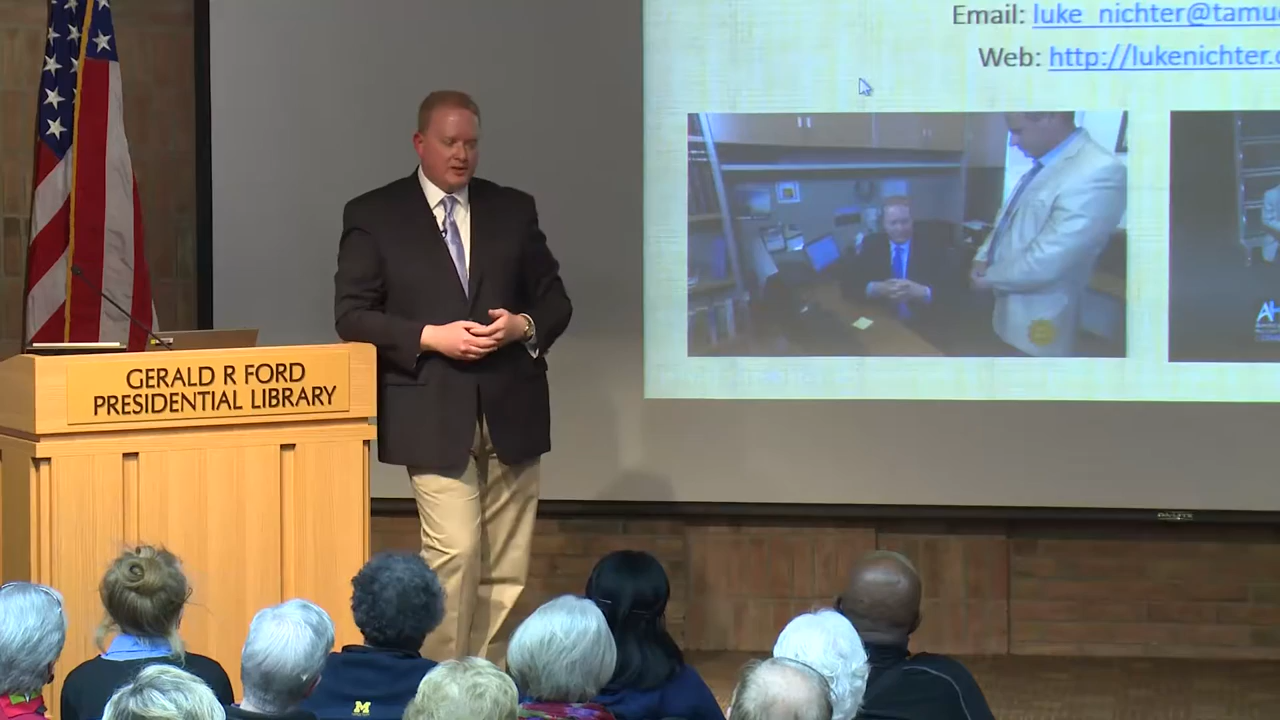 Email: luke_nichter@tamu
Web: http://lukenichter.
GERALD R FORD
PRESIDENTIAL LIBRARY
M